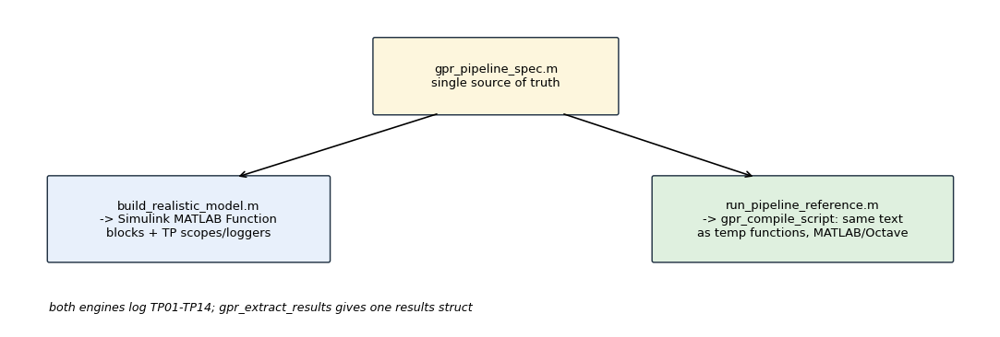 gpr_pipeline_spec.m
single source of truth
build_realistic_model.m
-> Simulink MATLAB Function
blocks + TP scopes/loggers
run_pipeline_reference.m
-> gpr_compile_script: same text
as temp functions, MATLAB/Octave
both engines log TP01-TP14; gpr_extract_results gives one results struct